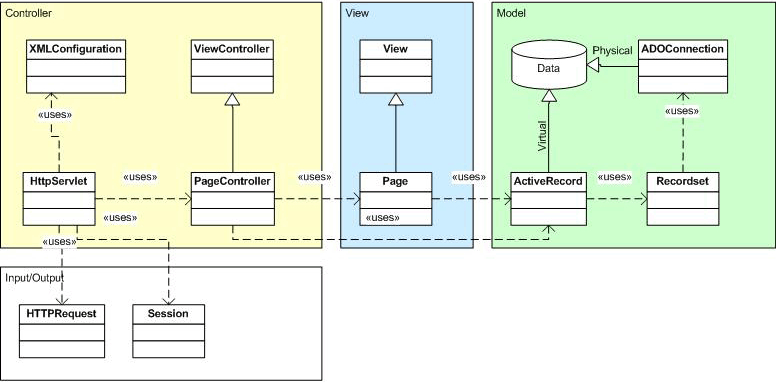 Controller
View
Model
XMLConfiguration
ViewController
View
Data
Physical
ADOConnection
«uses»
Virtual
«uses»
HttpServlet
«uses»
PageController
«uses»
Page
«uses»
ActiveRecord
«uses»
Recordset
«uses»
«uses»
«uses»
Input/Output
HTTPRequest
Session